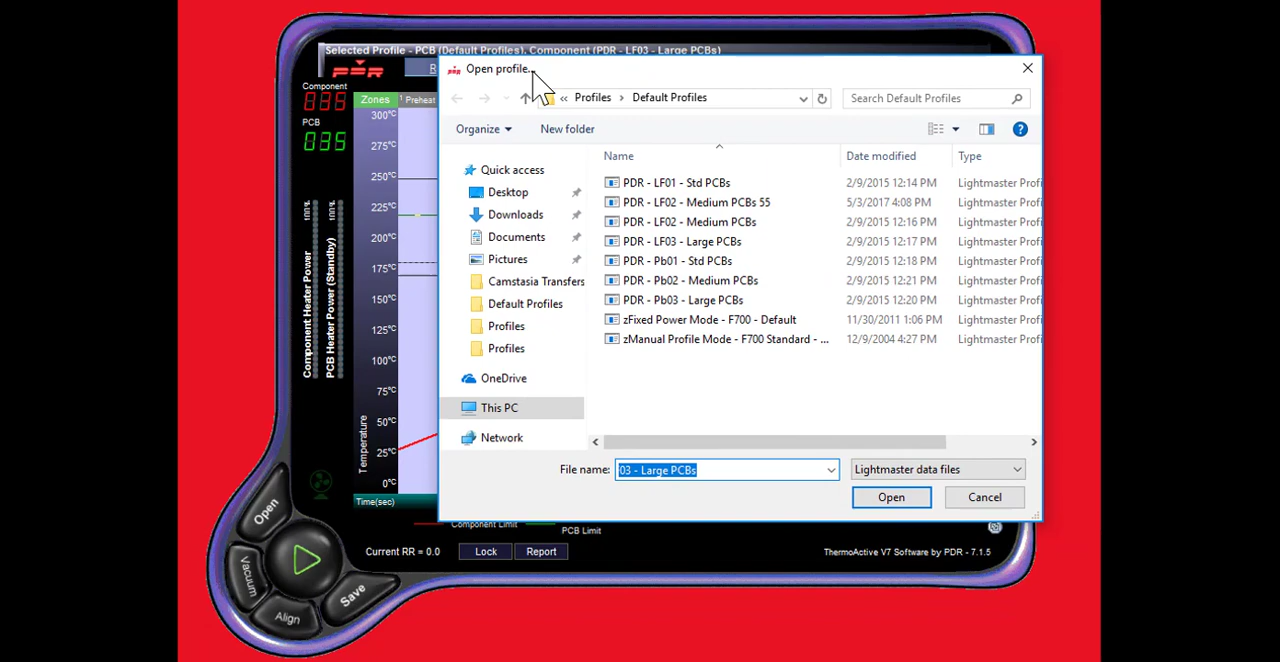 Selected Profile - PCB (Default Profiles), Component (PDR - LF03 - Large PCBs)
PDR
R
Component
035
PCB
035
Zones
1 Preheat
300°C
275°C
250°C
225°C
200°C
175°C
150°C
125°C
100°C
75°C
50°C
25°C
0°C
Temperature
Time(sec)
100%
100%
Component Heater Power
PCB Heater Power (Standby)
Open profile...
« Profiles › Default Profiles
Search Default Profiles
Organize
New folder
Name
Date modified
Type
Quick access
Desktop
Downloads
Documents
Pictures
Camstasia Transfers
Default Profiles
Profiles
Profiles
OneDrive
This PC
Network
PDR - LF01 - Std PCBs 2/9/2015 12:14 PM Lightmaster Profi
PDR - LF02 - Medium PCBs 55 5/3/2017 4:08 PM Lightmaster Profi
PDR - LF02 - Medium PCBs 2/9/2015 12:16 PM Lightmaster Profi
PDR - LF03 - Large PCBs 2/9/2015 12:17 PM Lightmaster Profi
PDR - Pb01 - Std PCBs 2/9/2015 12:18 PM Lightmaster Profi
PDR - Pb02 - Medium PCBs 2/9/2015 12:21 PM Lightmaster Profi
PDR - Pb03 - Large PCBs 2/9/2015 12:20 PM Lightmaster Profi
zFixed Power Mode - F700 - Default 11/30/2011 1:06 PM Lightmaster Profi
zManual Profile Mode - F700 Standard - ... 12/9/2004 4:27 PM Lightmaster Profi
File name:
03 - Large PCBs
Lightmaster data files
Open
Cancel
Component Limit
PCB Limit
Current RR = 0.0
Lock
Report
ThermoActive V7 Software by PDR - 7.1.5
Open
Vacuum
Align
Save